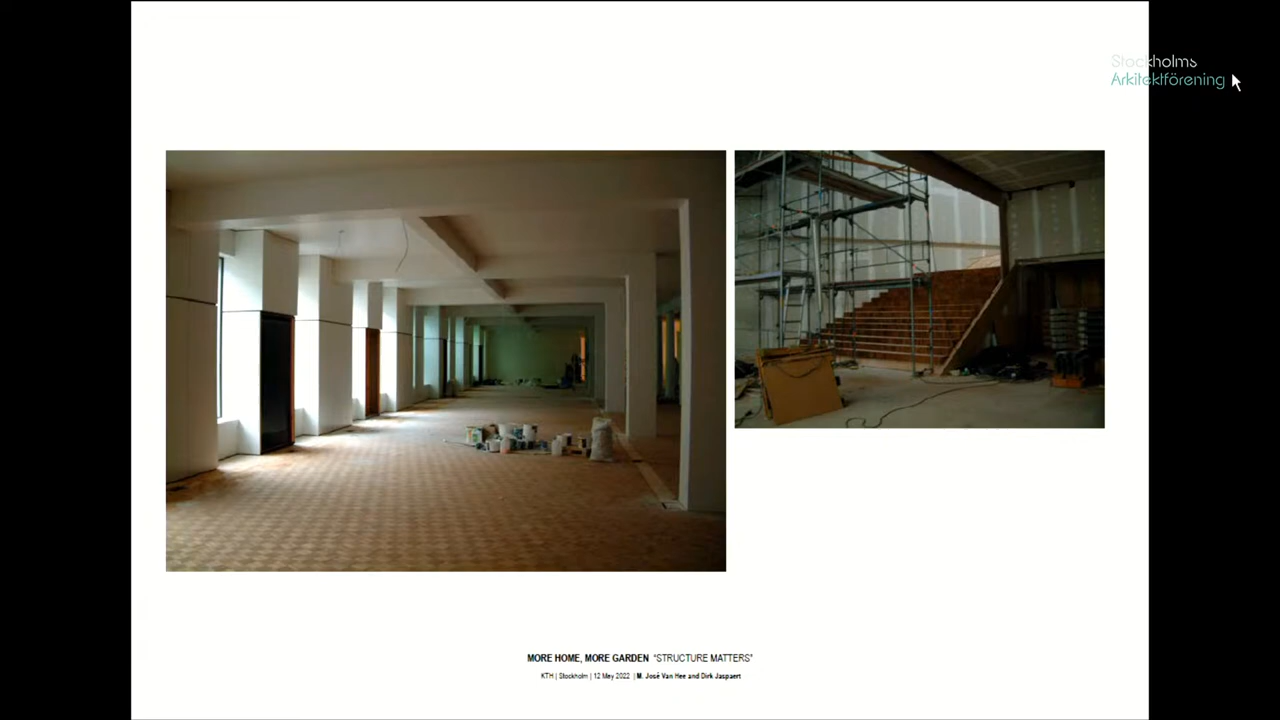 Stockholms
Arkitektförening
MORE HOME, MORE GARDEN "STRUCTURE MATTERS"
KTH | Stockholm | 12 May 2022 | M. José Van Hee and Dirk Jaspaert